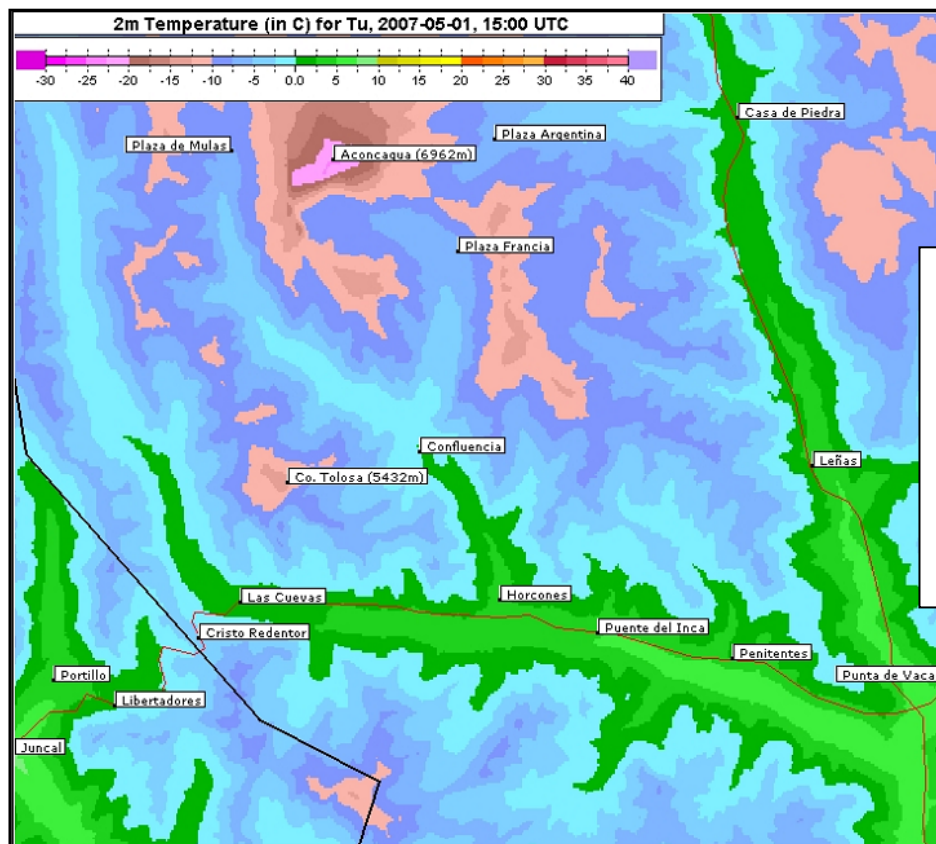 2m Temperature (in C) for Tu, 2007-05-01, 15:00 UTC
-30 -25 -20 -15 -10 -5 0.0 5 10 15 20 25 30 35 40
Casa de Piedra
Plaza Argentina
Plaza de Mulas
Aconcaqua (6962m)
Plaza Francia
Confluencia
Leñas
Co. Tolosa (5432m)
Las Cuevas
Horcones
Cristo Redentor
Puente del Inca
Penitentes
Portillo
Punta de Vaca
Libertadores
Juncal